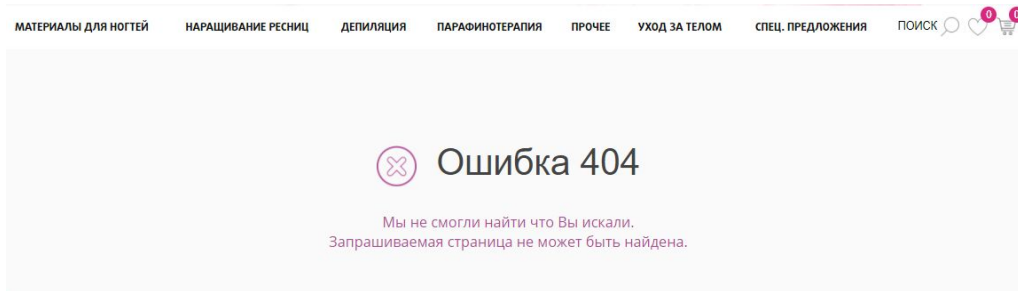 МАТЕРИАЛЫ ДЛЯ НОГТЕЙ НАРАЩИВАНИЕ РЕСНИЦ ДЕПИЛЯЦИЯ ПАРАФИНОТЕРАПИЯ ПРОЧЕЕ УХОД ЗА ТЕЛОМ СПЕЦ. ПРЕДЛОЖЕНИЯ ПОИСК 0 0
Ошибка 404
Мы не смогли найти что Вы искали.
Запрашиваемая страница не может быть найдена.